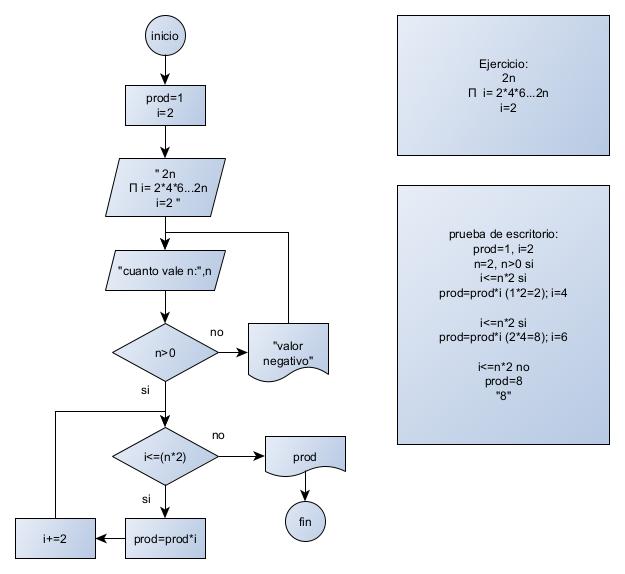 inicio
prod=1
i=2
" 2n
Π i= 2*4*6...2n
i=2 "
"cuanto vale n:",n
n>0
no
"valor
negativo"
si
i<=(n*2)
no
prod
si
fin
prod=prod*i
i+=2
Ejercicio:
2n
Π i= 2*4*6...2n
i=2
prueba de escritorio:
prod=1, i=2
n=2, n>0 si
i<=n*2 si
prod=prod*i (1*2=2); i=4
i<=n*2 si
prod=prod*i (2*4=8); i=6
i<=n*2 no
prod=8
"8"